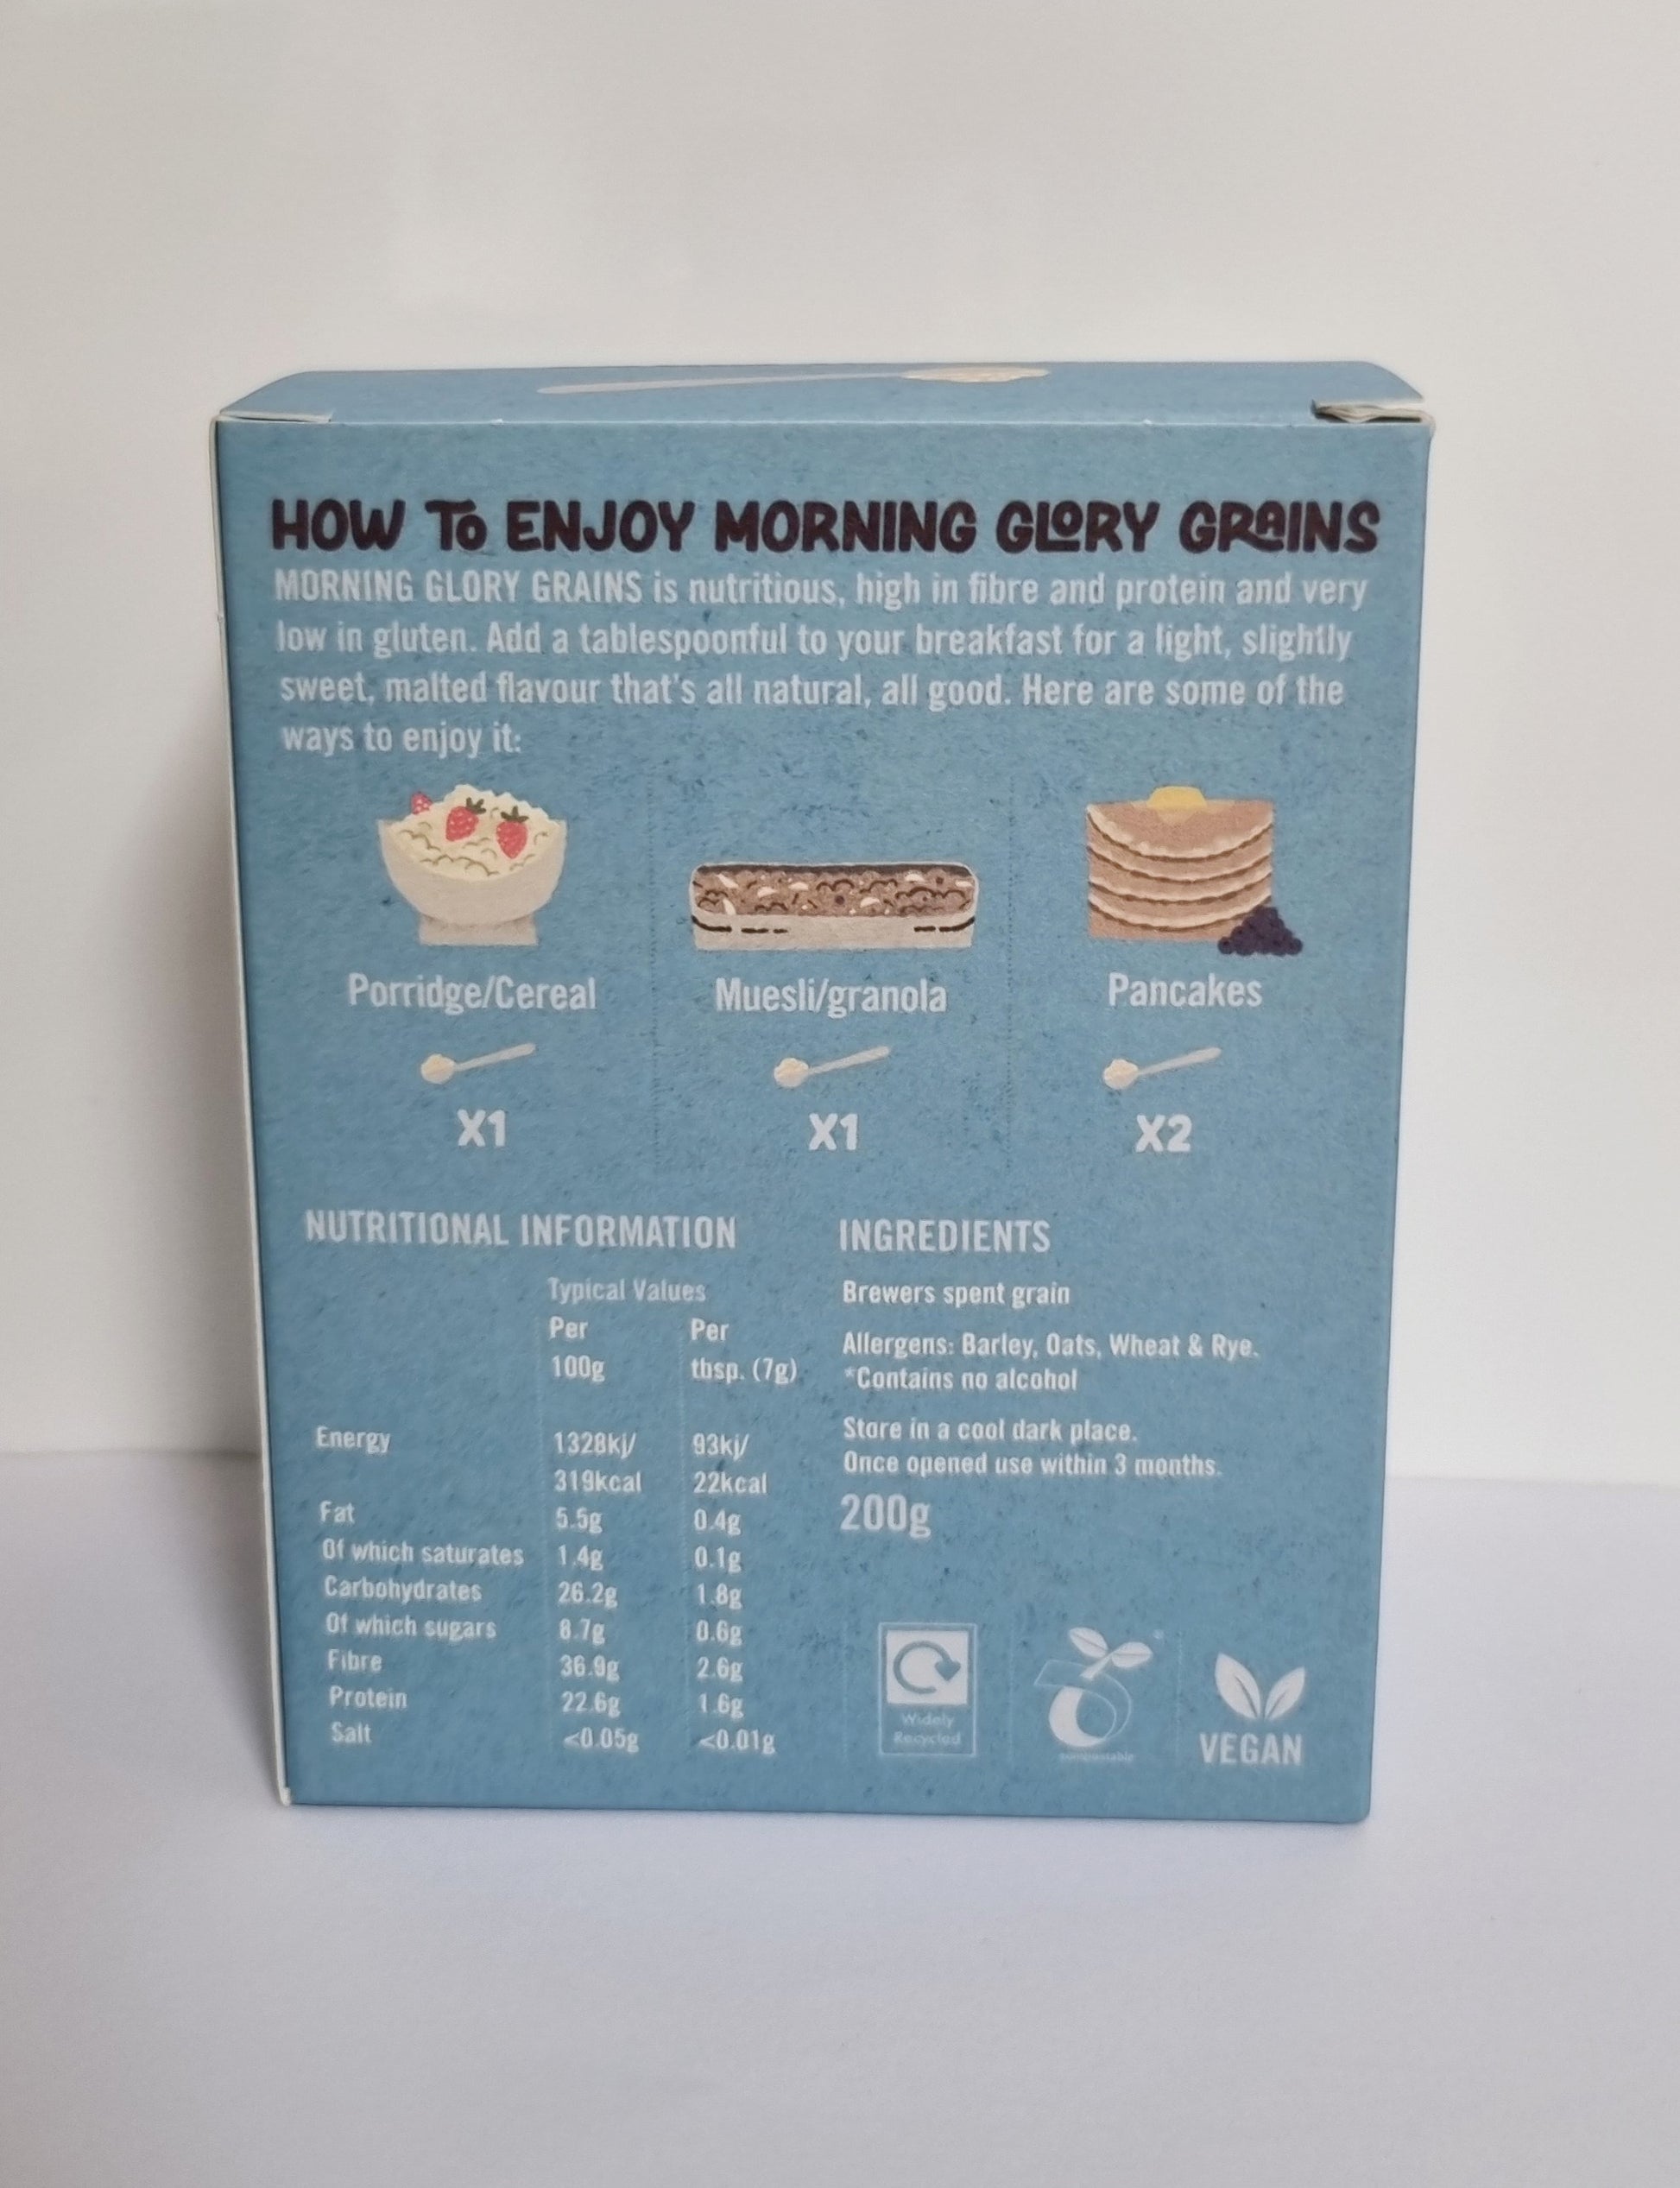 HOW To ENJOY MORNING GLORY GRAINS
MORNING GLORY GRAINS is nutritious, high in fibre and protein and very
low in gluten. Add a tablespoonful to your breakfast for a light, slightly
sweet, malted flavour that's all natural, all good. Here are some of the
ways to enjoy it:
Porridge/Cereal
X1
Muesli/granola
X1
Pancakes
X2
NUTRITIONAL INFORMATION
Typical Values
Per Per
100g tbsp. (7g)
Energy 1328kj/ 93kj/
319kcal 22kcal
Fat 5.5g 0.4g
Of which saturates 1.4g 0.1g
Carbohydrates 26.2g 1.8g
Of which sugars 8.7g 0.6g
Fibre 36.9g 2.6g
Protein 22.6g 1.6g
Salt <0.05g <0.01g
INGREDIENTS
Brewers spent grain
Allergens: Barley, Oats, Wheat & Rye.
*Contains no alcohol
Store in a cool dark place.
Once opened use within 3 months.
200g
Widely
Recycled
compostable
VEGAN